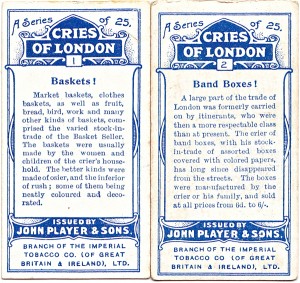 A Series of 25.
CRIES
OF LONDON
1
Baskets!
Market baskets, clothes
baskets, as well as fruit,
bread, bird, work and many
other kinds of baskets, com-
prised the varied stock-in-
trade of the Basket Seller.
The baskets were usually
made by the women and
children of the crier's house-
hold. The better kinds were
made of osier, and the inferior
of rush; some of them being
neatly coloured and deco-
rated.
ISSUED BY
JOHN PLAYER & SONS.
BRANCH OF THE IMPERIAL
TOBACCO CO. (OF GREAT
BRITAIN & IRELAND), LTD.
A Series of 25.
CRIES
OF LONDON
2
Band Boxes!
A large part of the trade of
London was formerly carried
on by itinerants, who were
then a more respectable class
than at present. The crier of
band boxes, with his stock-
in-trade of assorted boxes
covered with colored papers,
has long since disappeared
from the streets. The boxes
were manufactured by the
crier or his family, and sold
at all prices from 6d. to 6/-.
ISSUED BY
JOHN PLAYER & SONS.
BRANCH OF THE IMPERIAL
TOBACCO CO. (OF GREAT
BRITAIN & IRELAND), LTD.